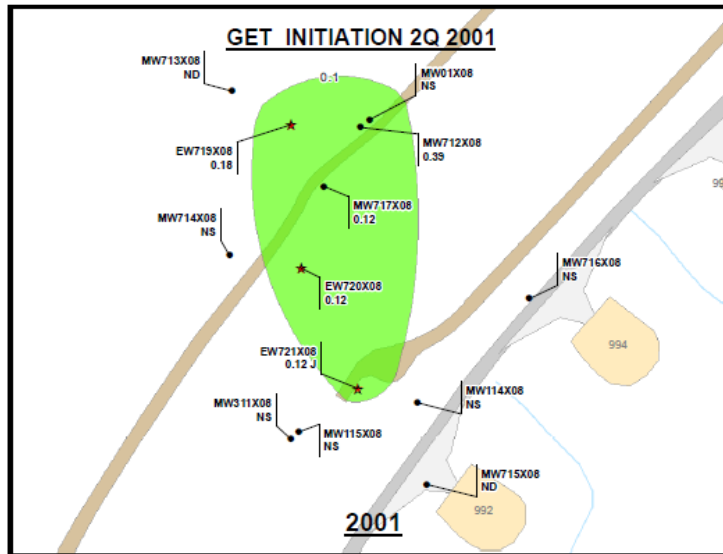 GET INITIATION 2Q 2001
MW713X08
ND
0.1
MW01X08
NS
EW719X08
0.18
MW712X08
0.39
MW717X08
0.12
MW714X08
NS
MW716X08
NS
EW720X08
0.12
994
EW721X08
0.12 J
MW311X08
NS
MW115X08
NS
MW114X08
NS
MW715X08
ND
992
2001